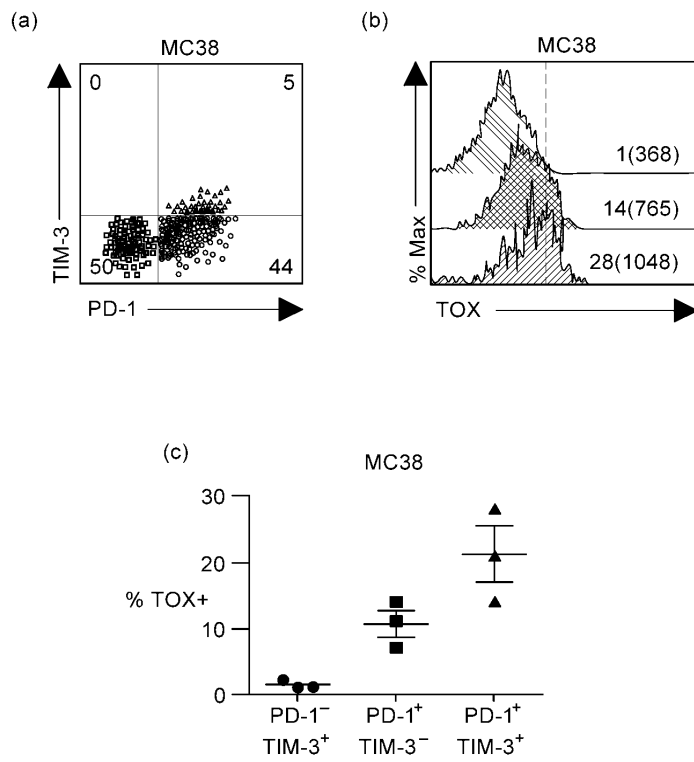 (a)
MC38
0 5
TIM-3
50 44
PD-1
(b)
MC38
% Max
1(368)
14(765)
28(1048)
TOX
(c)
MC38
30
20
% TOX+
10
0
PD-1⁻ PD-1⁺ PD-1⁺
TIM-3⁺ TIM-3⁻ TIM-3⁺